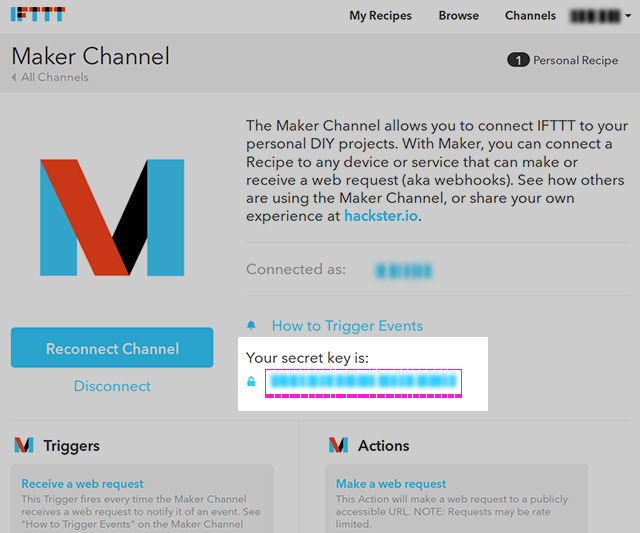 IFTTT
My Recipes Browse Channels
Maker Channel
All Channels
1 Personal Recipe
The Maker Channel allows you to connect IFTTT to your
personal DIY projects. With Maker, you can connect a
Recipe to any device or service that can make or
receive a web request (aka webhooks). See how others
are using the Maker Channel, or share your own
experience at hackster.io.
Connected as:
How to Trigger Events
Reconnect Channel
Disconnect
Your secret key is:
Triggers
Receive a web request
This Trigger fires every time the Maker Channel
receives a web request to notify it of an event. See
"How to Trigger Events" on the Maker Channel
Actions
Make a web request
This Action will make a web request to a publicly
accessible URL. NOTE: Requests may be rate
limited.